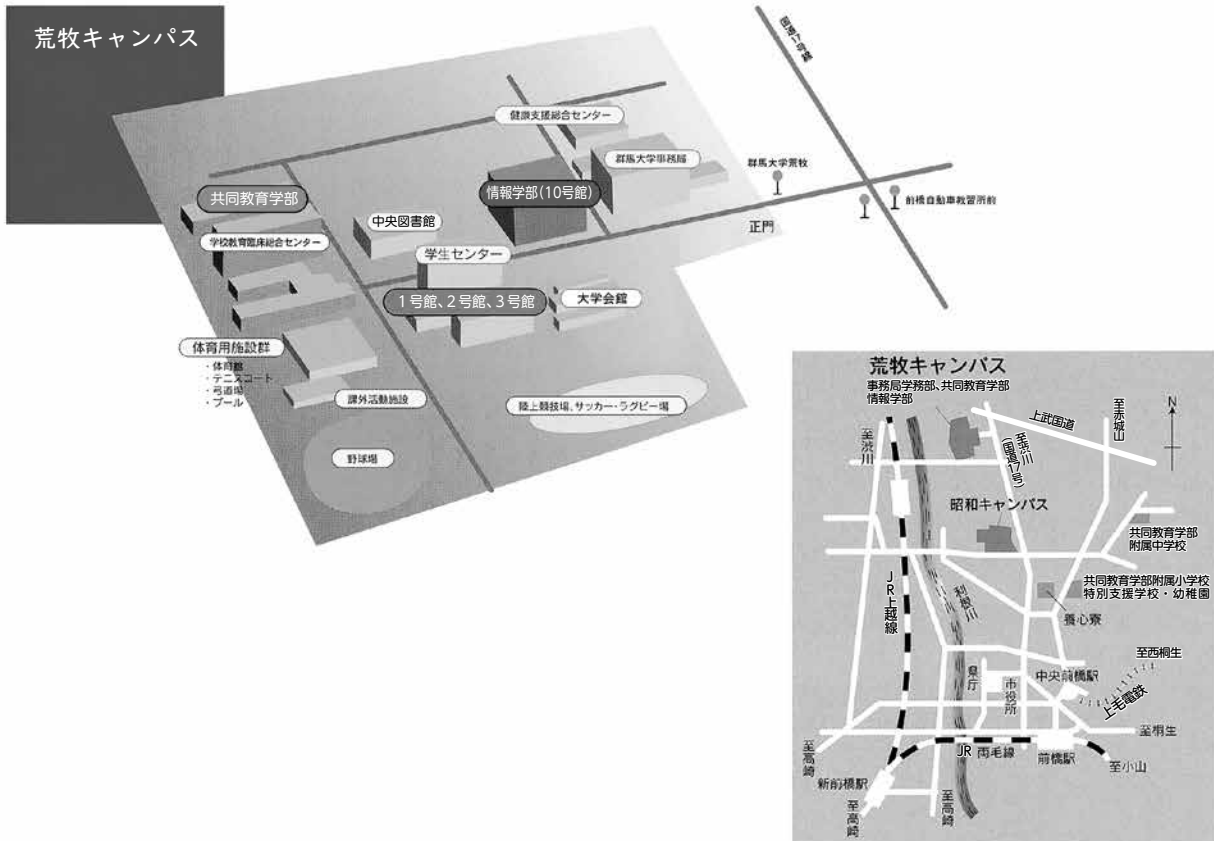 荒牧キャンパス
国道17号線
健康支援総合センター
群馬大学事務局
群馬大学荒牧
前橋自動車教習所前
正門
共同教育学部
情報学部(10号館)
中央図書館
学校教育臨床総合センター
学生センター
1号館、2号館、3号館
大学会館
体育用施設群
・体育館
・テニスコート
・弓道場
・プール
課外活動施設
陸上競技場、サッカー・ラグビー場
野球場
荒牧キャンパス
事務局学務部、共同教育学部
情報学部
至渋川
至渋川
(国道17号)
上武国道
至赤城山
N
昭和キャンパス
共同教育学部
附属中学校
共同教育学部附属小学校
特別支援学校・幼稚園
養心寮
JR上越線
利根川
県庁
市役所
中央前橋駅
至西桐生
上毛電鉄
至桐生
至高崎
JR 両毛線
前橋駅
至小山
新前橋駅
至高崎
至高崎